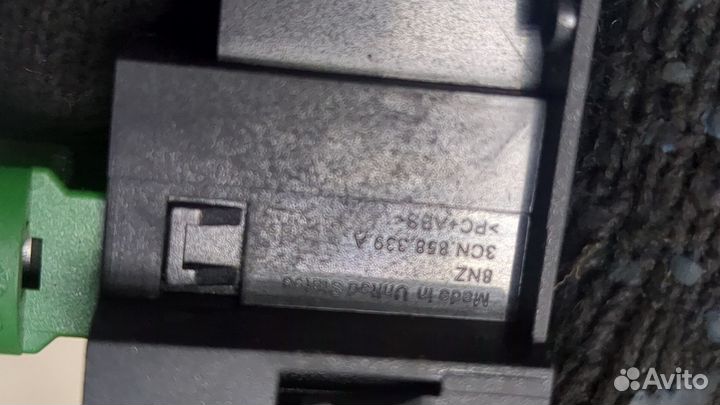 Made in United States
8NZ
3CN 858 339 A
>PC+ABS<
Avito